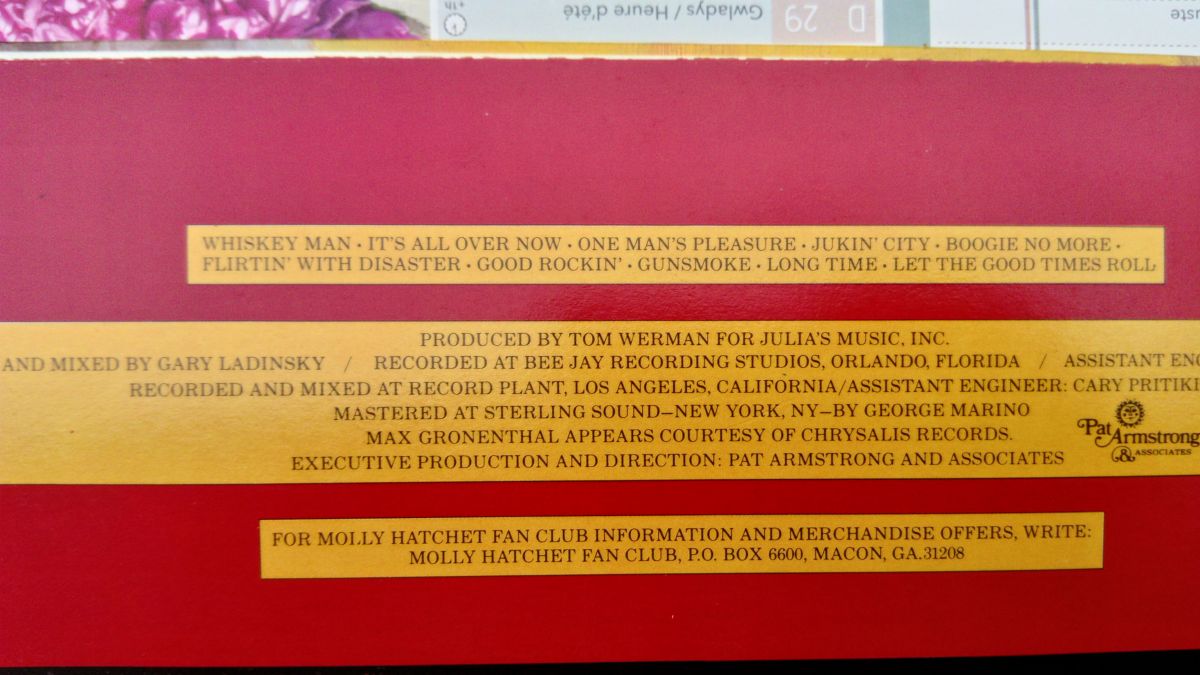 Gwladys / Heure d'été
D 29
+1h
WHISKEY MAN · IT'S ALL OVER NOW · ONE MAN'S PLEASURE · JUKIN' CITY · BOOGIE NO MORE ·
FLIRTIN' WITH DISASTER · GOOD ROCKIN' · GUNSMOKE · LONG TIME · LET THE GOOD TIMES ROLL
PRODUCED BY TOM WERMAN FOR JULIA'S MUSIC, INC.
AND MIXED BY GARY LADINSKY / RECORDED AT BEE JAY RECORDING STUDIOS, ORLANDO, FLORIDA / ASSISTANT ENG
RECORDED AND MIXED AT RECORD PLANT, LOS ANGELES, CALIFORNIA/ASSISTANT ENGINEER: CARY PRITIK
MASTERED AT STERLING SOUND–NEW YORK, NY–BY GEORGE MARINO
MAX GRONENTHAL APPEARS COURTESY OF CHRYSALIS RECORDS.
EXECUTIVE PRODUCTION AND DIRECTION: PAT ARMSTRONG AND ASSOCIATES
Pat Armstrong
& ASSOCIATES
FOR MOLLY HATCHET FAN CLUB INFORMATION AND MERCHANDISE OFFERS, WRITE:
MOLLY HATCHET FAN CLUB, P.O. BOX 6600, MACON, GA.31208